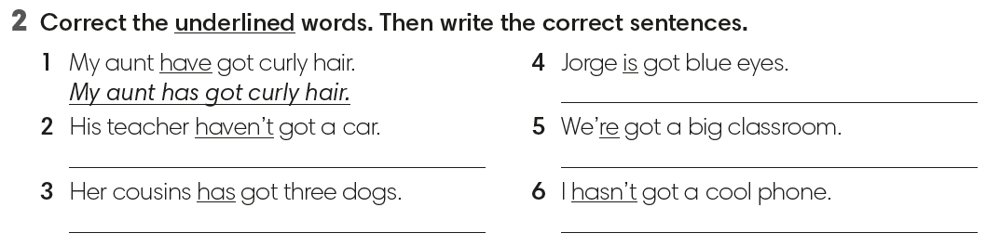 2 Correct the underlined words. Then write the correct sentences.
1 My aunt have got curly hair.
My aunt has got curly hair.
2 His teacher haven't got a car.
3 Her cousins has got three dogs.
4 Jorge is got blue eyes.
5 We're got a big classroom.
6 I hasn't got a cool phone.